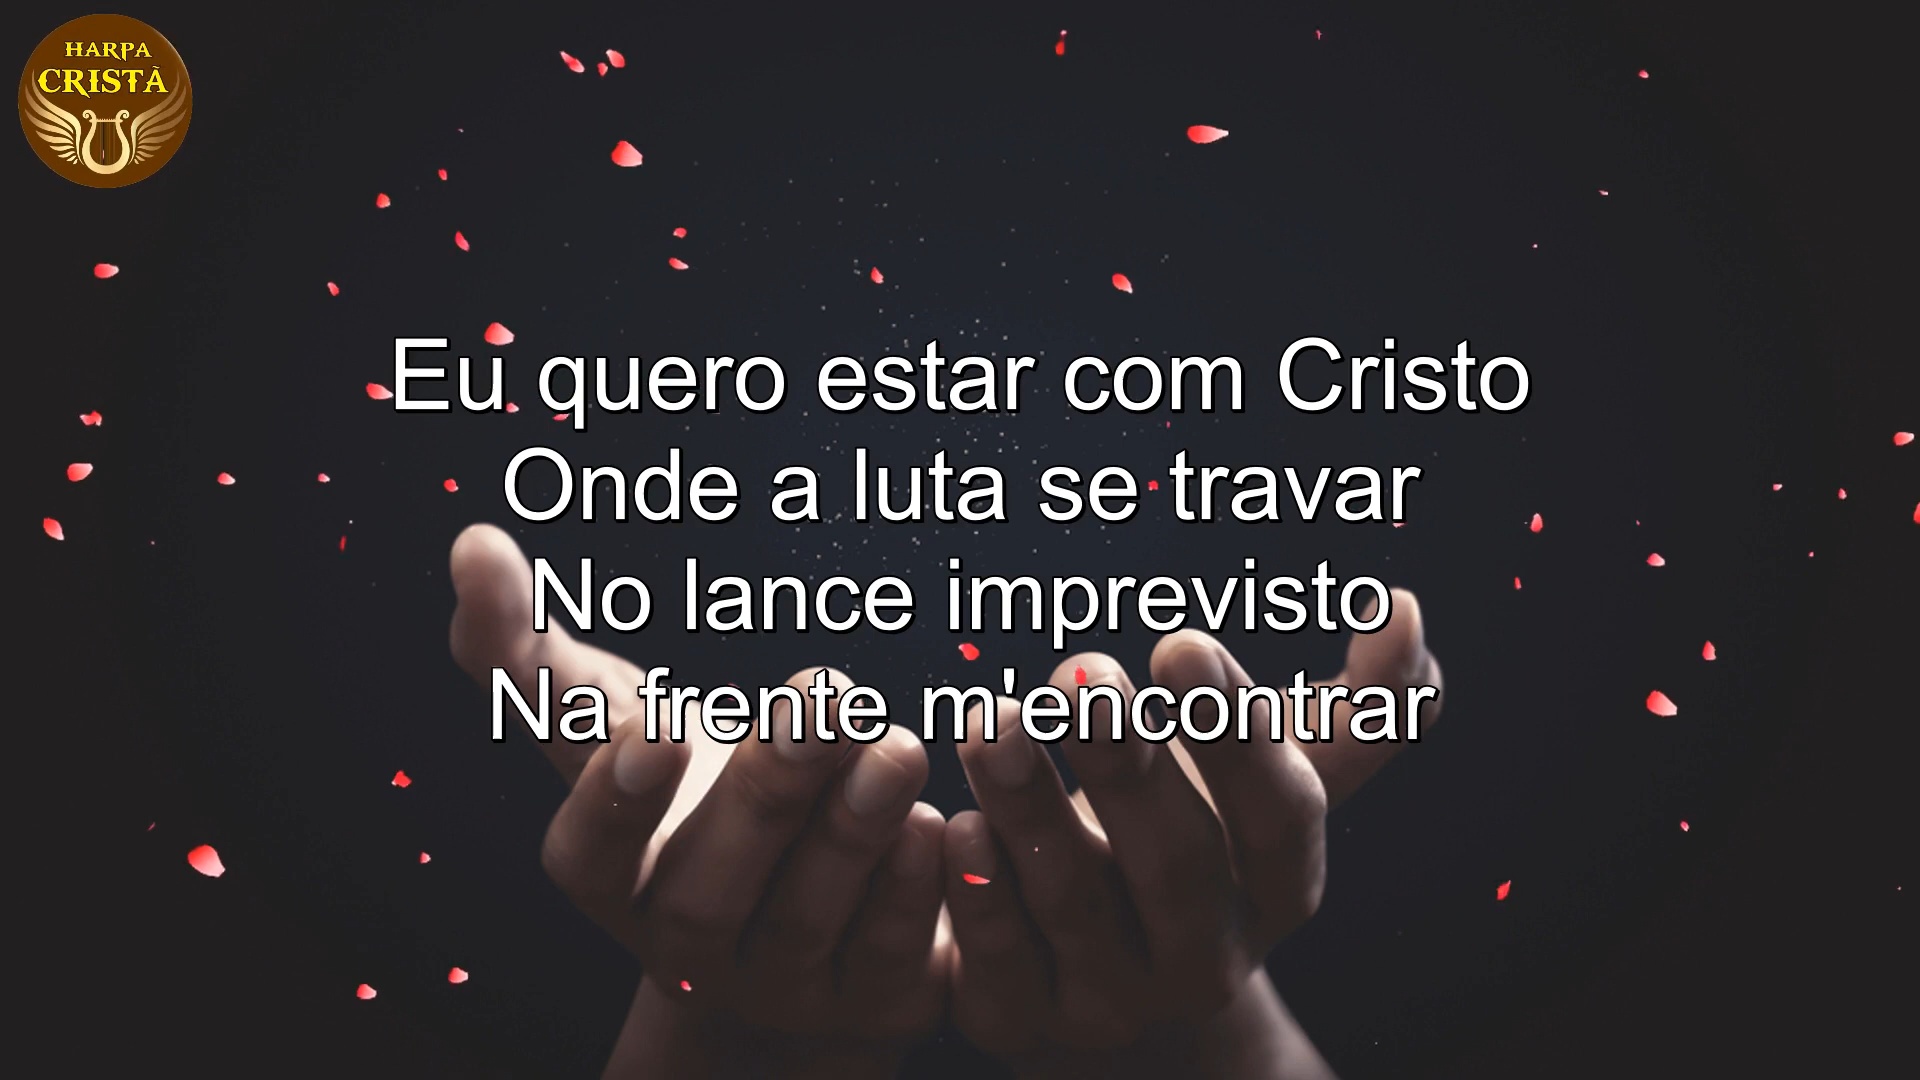 HARPA
CRISTÃ
Eu quero estar com Cristo
Onde a luta se travar
No lance imprevisto
Na frente m'encontrar